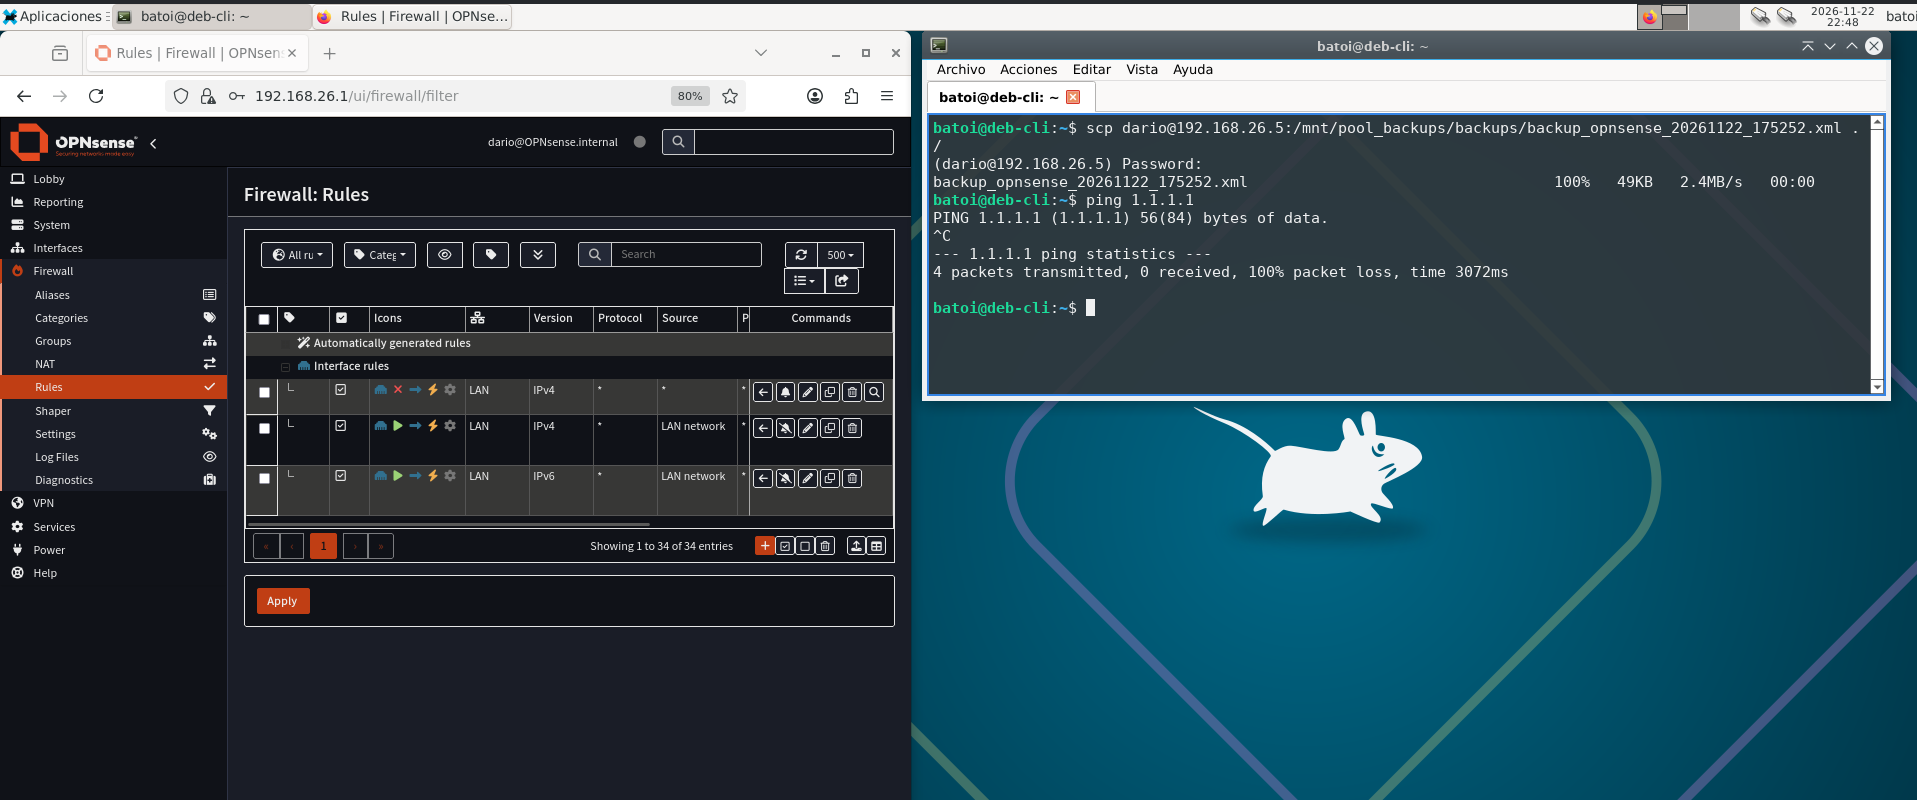 Aplicaciones
batoi@deb-cli: ~
Rules | Firewall | OPNse...
2026-11-22
22:48
batoi
Rules | Firewall | OPNsen
192.168.26.1/ui/firewall/filter
80%
OPNsense
Securing networks made easy
dario@OPNsense.internal
Lobby
Reporting
System
Interfaces
Firewall
Aliases
Categories
Groups
NAT
Rules
Shaper
Settings
Log Files
Diagnostics
VPN
Services
Power
Help
Firewall: Rules
All ru
Categ
Search
500
Icons Version Protocol Source P Commands
Automatically generated rules
Interface rules
LAN IPv4 * * *
LAN IPv4 * LAN network *
LAN IPv6 * LAN network *
« ‹ 1 › »
Showing 1 to 34 of 34 entries
Apply
batoi@deb-cli: ~
Archivo Acciones Editar Vista Ayuda
batoi@deb-cli: ~
batoi@deb-cli:~$ scp dario@192.168.26.5:/mnt/pool_backups/backups/backup_opnsense_20261122_175252.xml .
/
(dario@192.168.26.5) Password:
backup_opnsense_20261122_175252.xml 100% 49KB 2.4MB/s 00:00
batoi@deb-cli:~$ ping 1.1.1.1
PING 1.1.1.1 (1.1.1.1) 56(84) bytes of data.
^C
--- 1.1.1.1 ping statistics ---
4 packets transmitted, 0 received, 100% packet loss, time 3072ms
batoi@deb-cli:~$